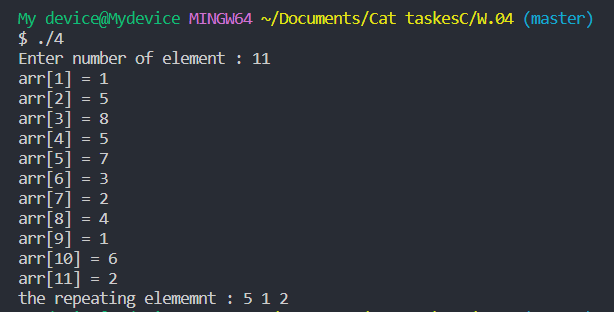 My device@Mydevice MINGW64 ~/Documents/Cat taskesC/W.04 (master)
$ ./4
Enter number of element : 11
arr[1] = 1
arr[2] = 5
arr[3] = 8
arr[4] = 5
arr[5] = 7
arr[6] = 3
arr[7] = 2
arr[8] = 4
arr[9] = 1
arr[10] = 6
arr[11] = 2
the repeating elememnt : 5 1 2